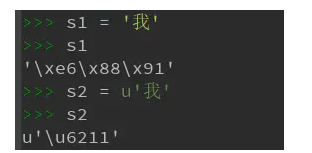 >>> s1 = '我'
>>> s1
'\xe6\x88\x91'
>>> s2 = u'我'
>>> s2
u'\u6211'